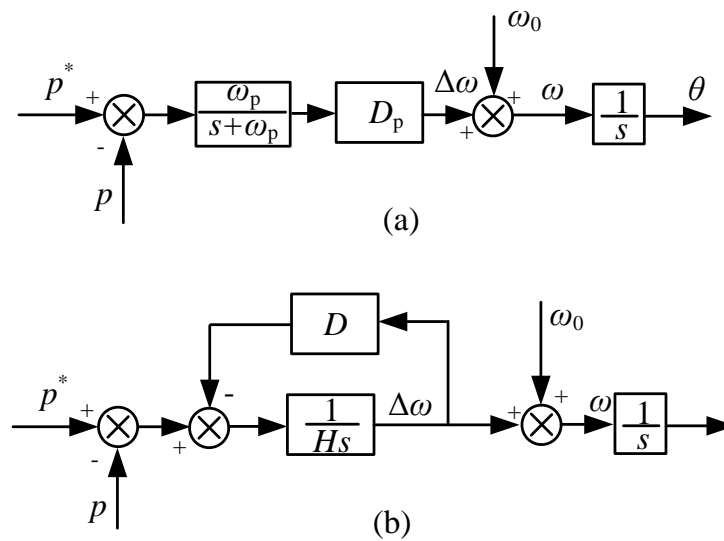 ω₀
p* + ωₚ Δω + ω θ
s+ωₚ Dₚ + 1
- s
p
(a)
D
ω₀
-
p* + 1 Δω + + ω 1
- + Hs s
p
(b)